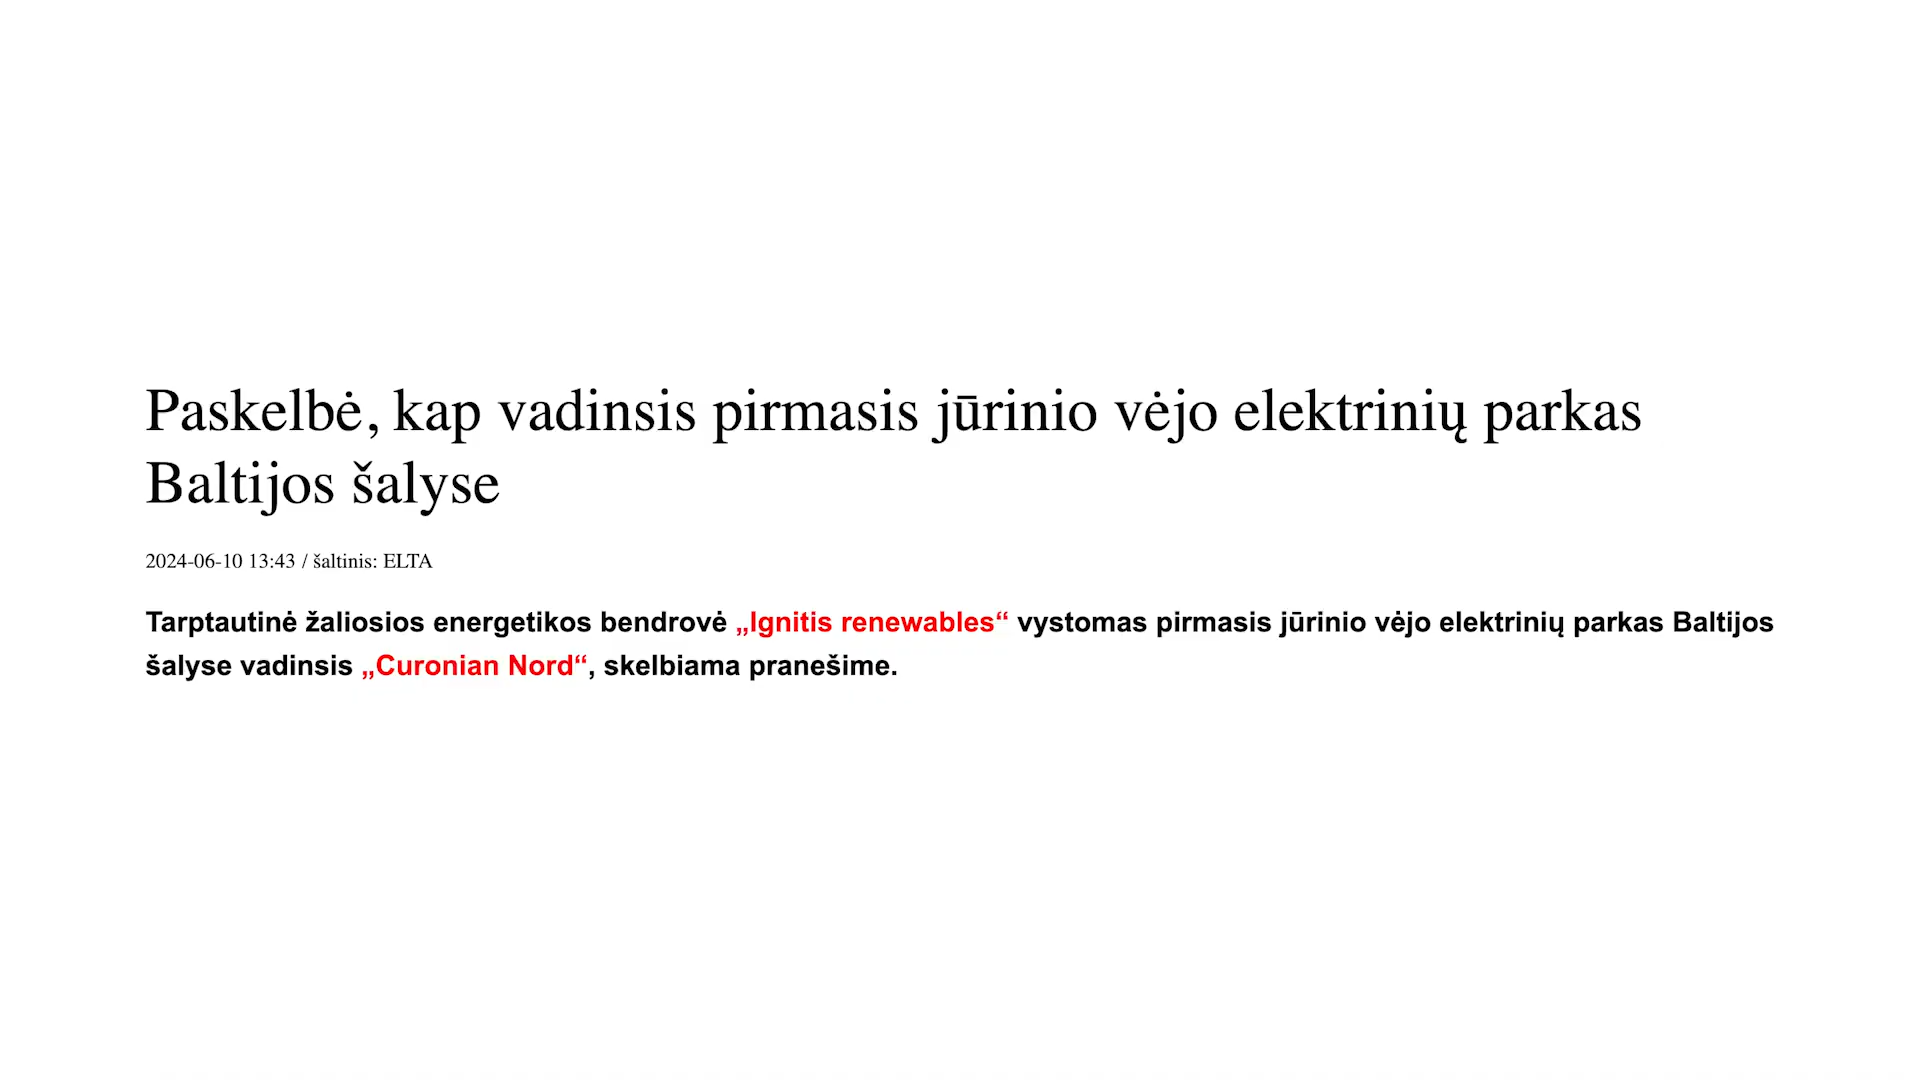 Paskelbė, kap vadinsis pirmasis jūrinio vėjo elektrinių parkas
Baltijos šalyse
2024-06-10 13:43 / šaltinis: ELTA
Tarptautinė žaliosios energetikos bendrovė „Ignitis renewables“ vystomas pirmasis jūrinio vėjo elektrinių parkas Baltijos
šalyse vadinsis „Curonian Nord“, skelbiama pranešime.